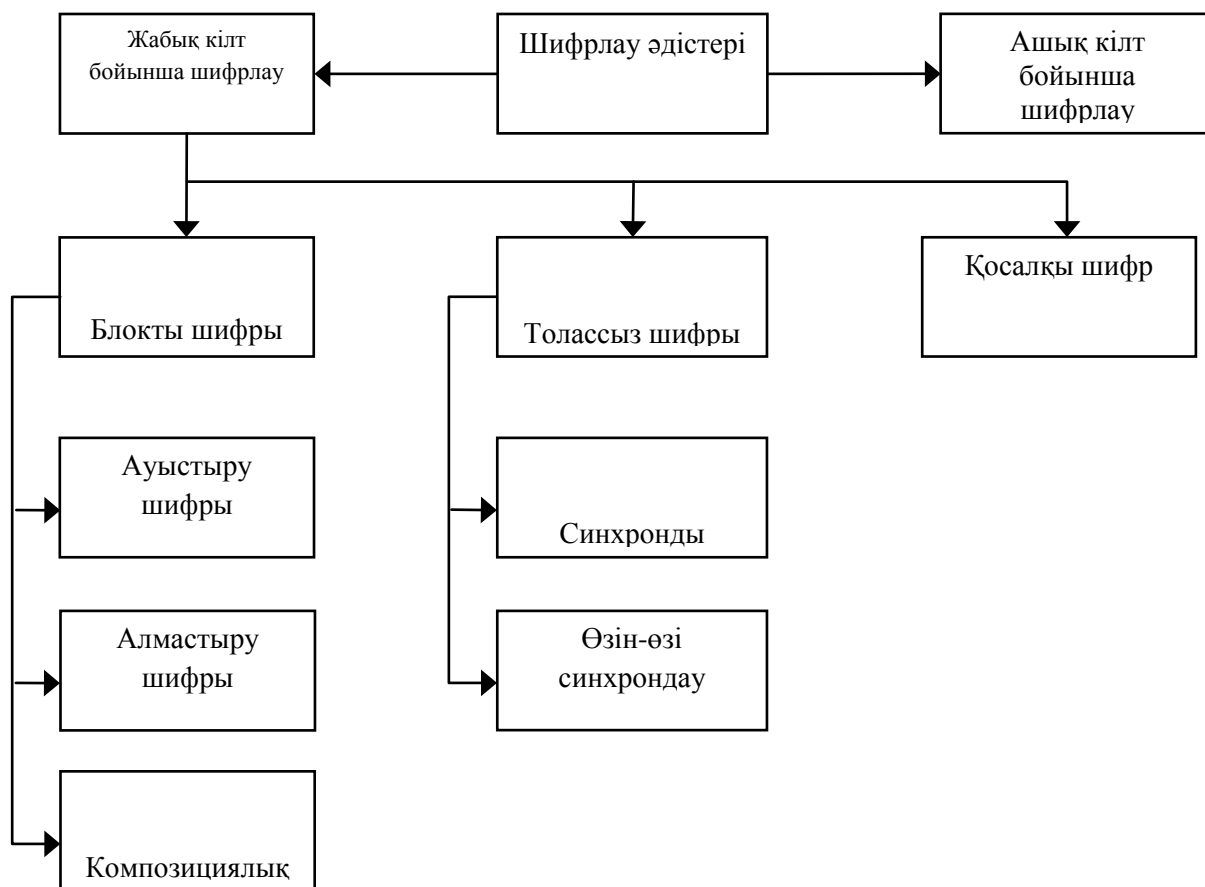 Жабық кілт
бойынша шифрлау
Шифрлау әдістері
Ашық кілт
бойынша
шифрлау
Блокты шифры
Толассыз шифры
Қосалқы шифр
Ауыстыру
шифры
Синхронды
Алмастыру
шифры
Өзін-өзі
синхрондау
Композициялық